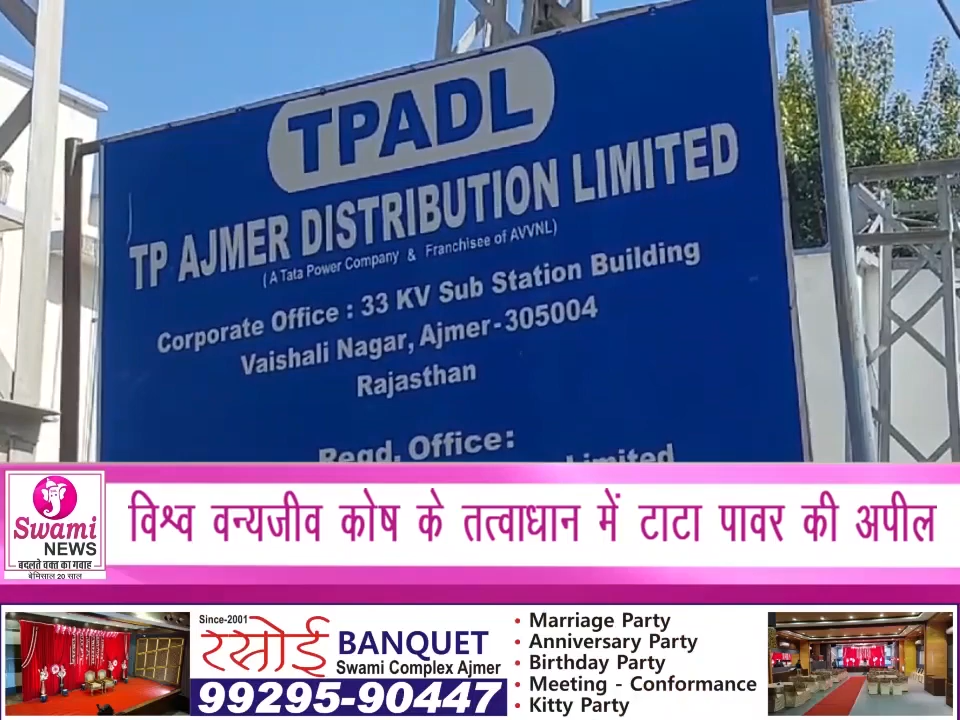 TPADL
TP AJMER DISTRIBUTION LIMITED
( A Tata Power Company & Franchisee of AVVNL)
Corporate Office : 33 KV Sub Station Building
Vaishali Nagar, Ajmer-305004
Rajasthan
Regd. Office:
Limited
Swami
NEWS
बदलते वक्त का गवाह
बेमिसाल 20 साल
विश्व वन्यजीव कोष के तत्वाधान में टाटा पावर की अपील
Since-2001
रसोई BANQUET
Swami Complex Ajmer
99295-90447
• Marriage Party
• Anniversary Party
• Birthday Party
• Meeting - Conformance
• Kitty Party